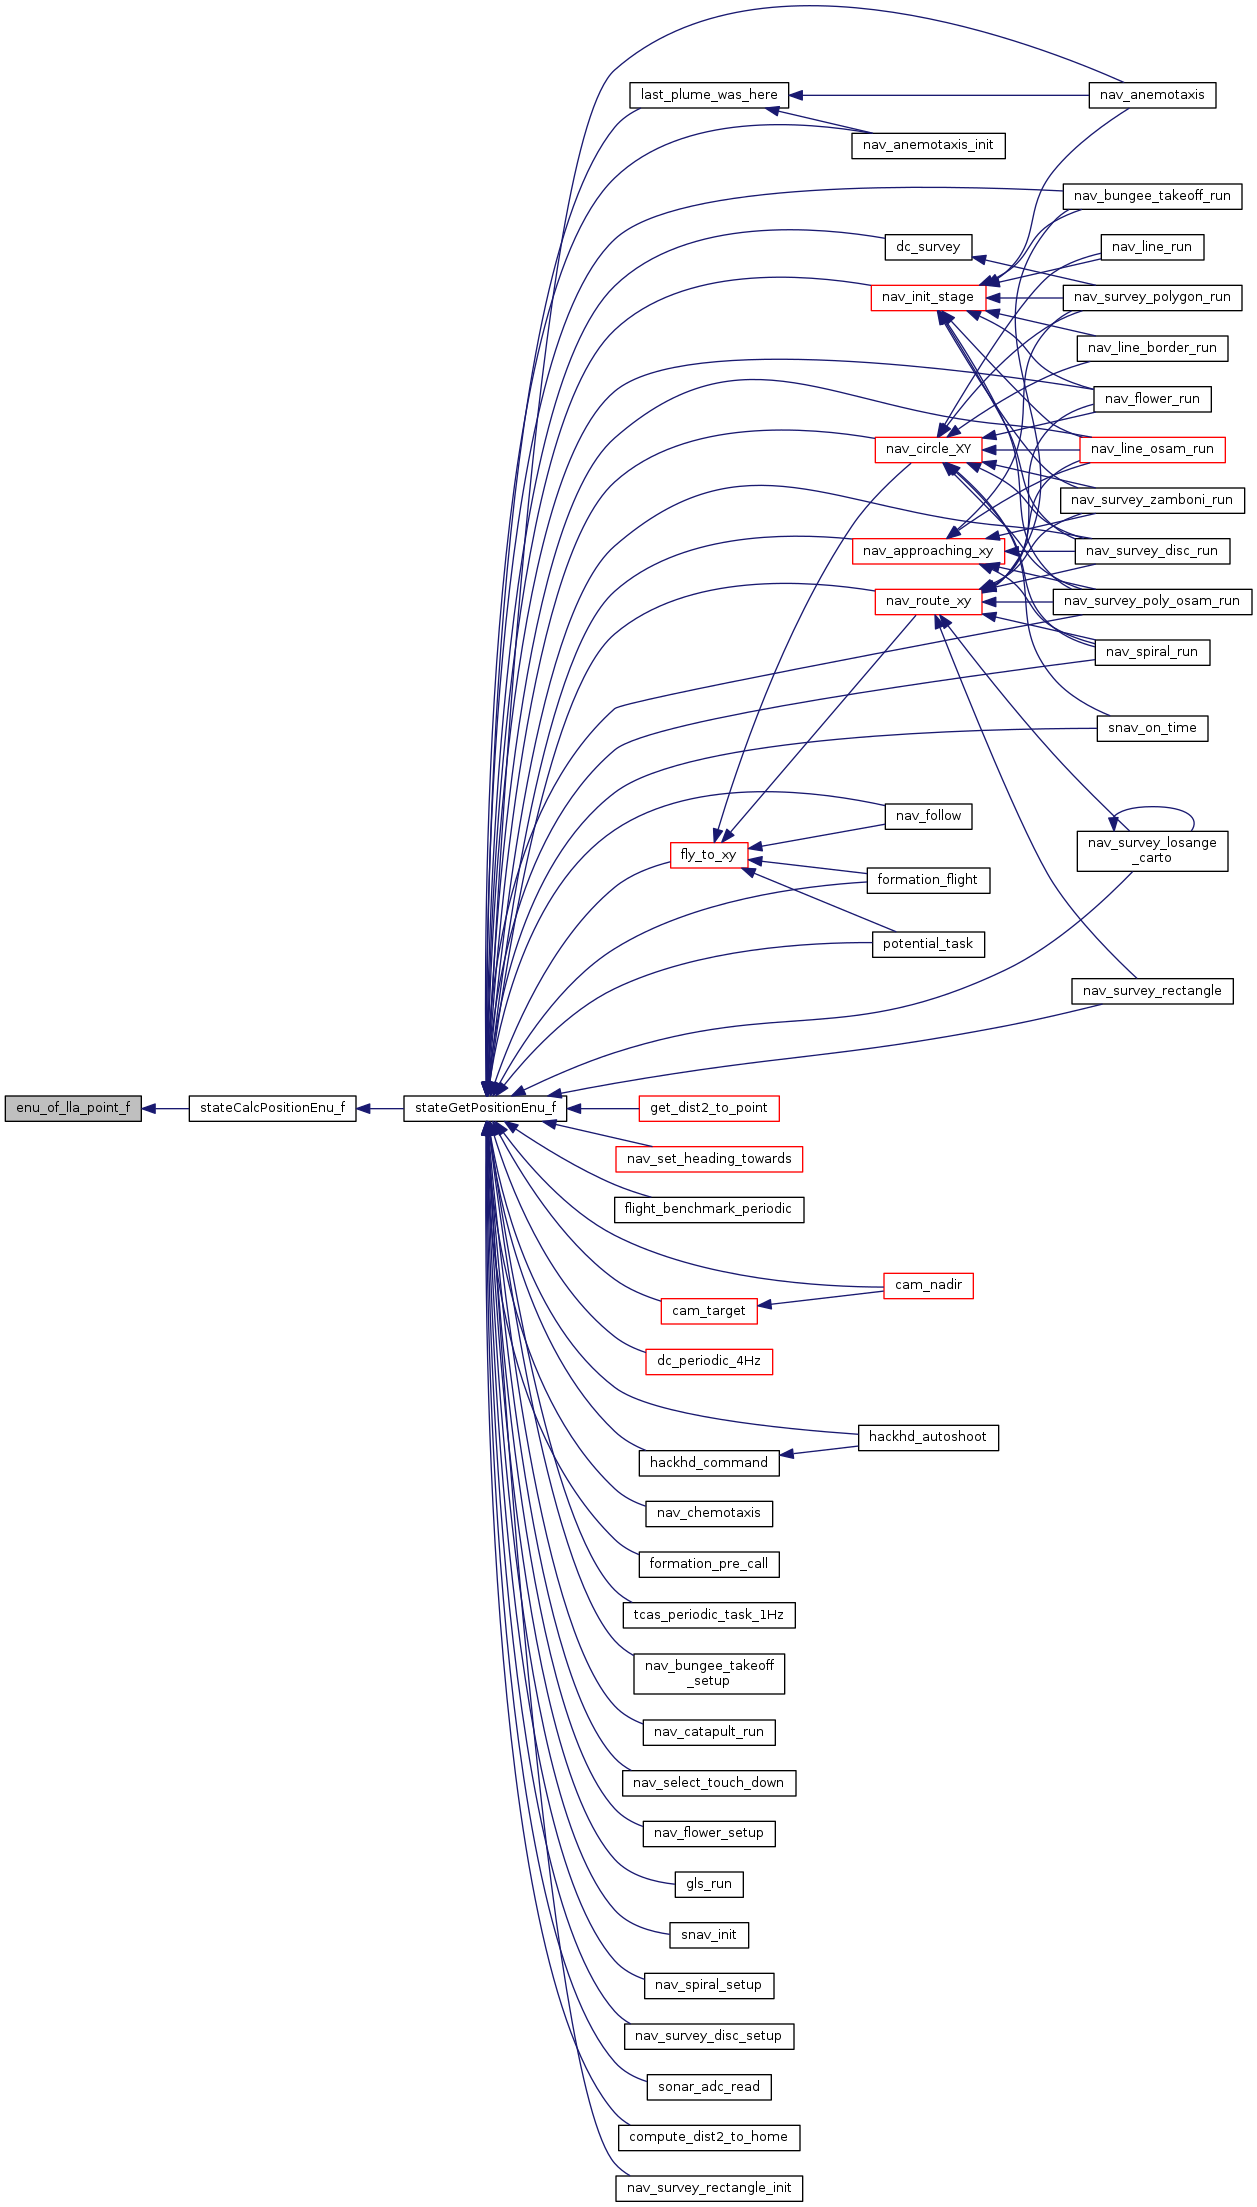 last_plume_was_here
nav_anemotaxis
nav_anemotaxis_init
nav_bungee_takeoff_run
dc_survey
nav_line_run
nav_init_stage
nav_survey_polygon_run
nav_line_border_run
nav_flower_run
nav_circle_XY
nav_line_osam_run
nav_survey_zamboni_run
nav_approaching_xy
nav_survey_disc_run
nav_route_xy
nav_survey_poly_osam_run
nav_spiral_run
snav_on_time
nav_follow
fly_to_xy
nav_survey_losange
_carto
formation_flight
potential_task
nav_survey_rectangle
enu_of_lla_point_f
stateCalcPositionEnu_f
stateGetPositionEnu_f
get_dist2_to_point
nav_set_heading_towards
flight_benchmark_periodic
cam_nadir
cam_target
dc_periodic_4Hz
hackhd_autoshoot
hackhd_command
nav_chemotaxis
formation_pre_call
tcas_periodic_task_1Hz
nav_bungee_takeoff
_setup
nav_catapult_run
nav_select_touch_down
nav_flower_setup
gls_run
snav_init
nav_spiral_setup
nav_survey_disc_setup
sonar_adc_read
compute_dist2_to_home
nav_survey_rectangle_init